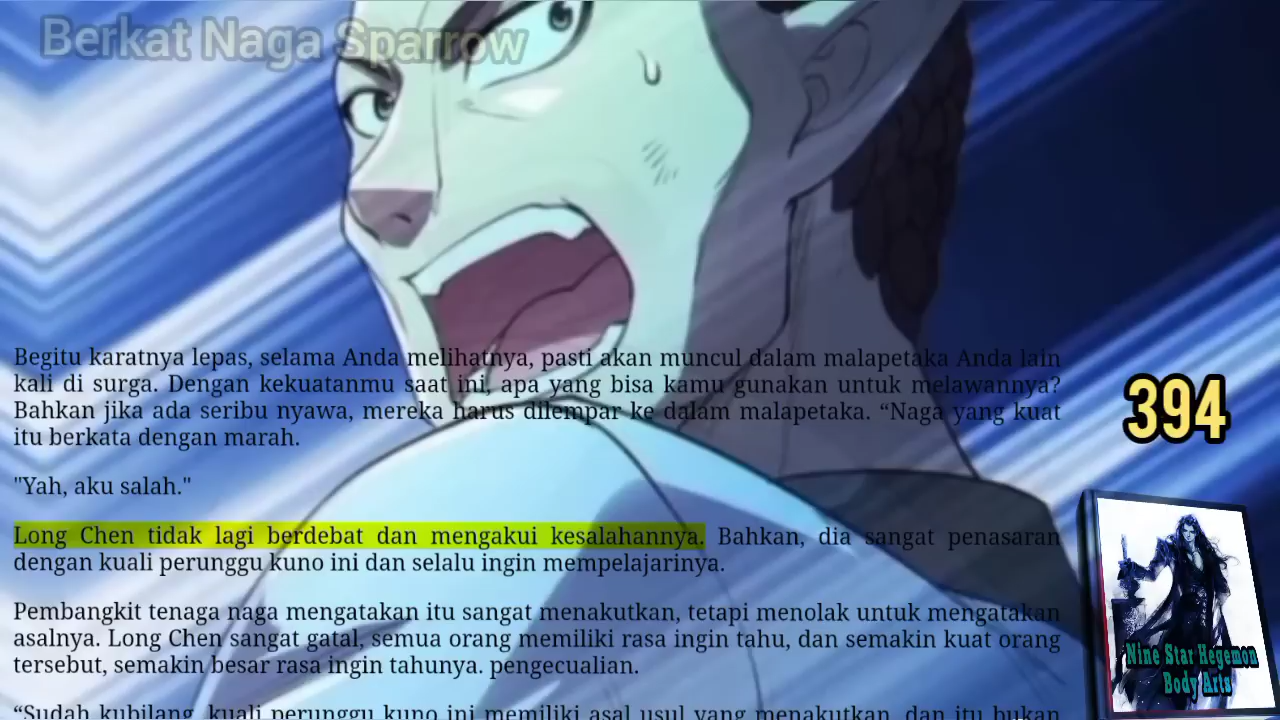 Berkat Naga Sparrow
Begitu karatnya lepas, selama Anda melihatnya, pasti akan muncul dalam malapetaka Anda lain
kali di surga. Dengan kekuatanmu saat ini, apa yang bisa kamu gunakan untuk melawannya?
Bahkan jika ada seribu nyawa, mereka harus dilempar ke dalam malapetaka. “Naga yang kuat
itu berkata dengan marah.
"Yah, aku salah."
Long Chen tidak lagi berdebat dan mengakui kesalahannya. Bahkan, dia sangat penasaran
dengan kuali perunggu kuno ini dan selalu ingin mempelajarinya.
Pembangkit tenaga naga mengatakan itu sangat menakutkan, tetapi menolak untuk mengatakan
asalnya. Long Chen sangat gatal, semua orang memiliki rasa ingin tahu, dan semakin kuat orang
tersebut, semakin besar rasa ingin tahunya. pengecualian.
“Sudah kubilang, kuali perunggu kuno ini memiliki asal usul yang menakutkan, dan itu bukan
394
Nine Star Hegemon
Body Arts